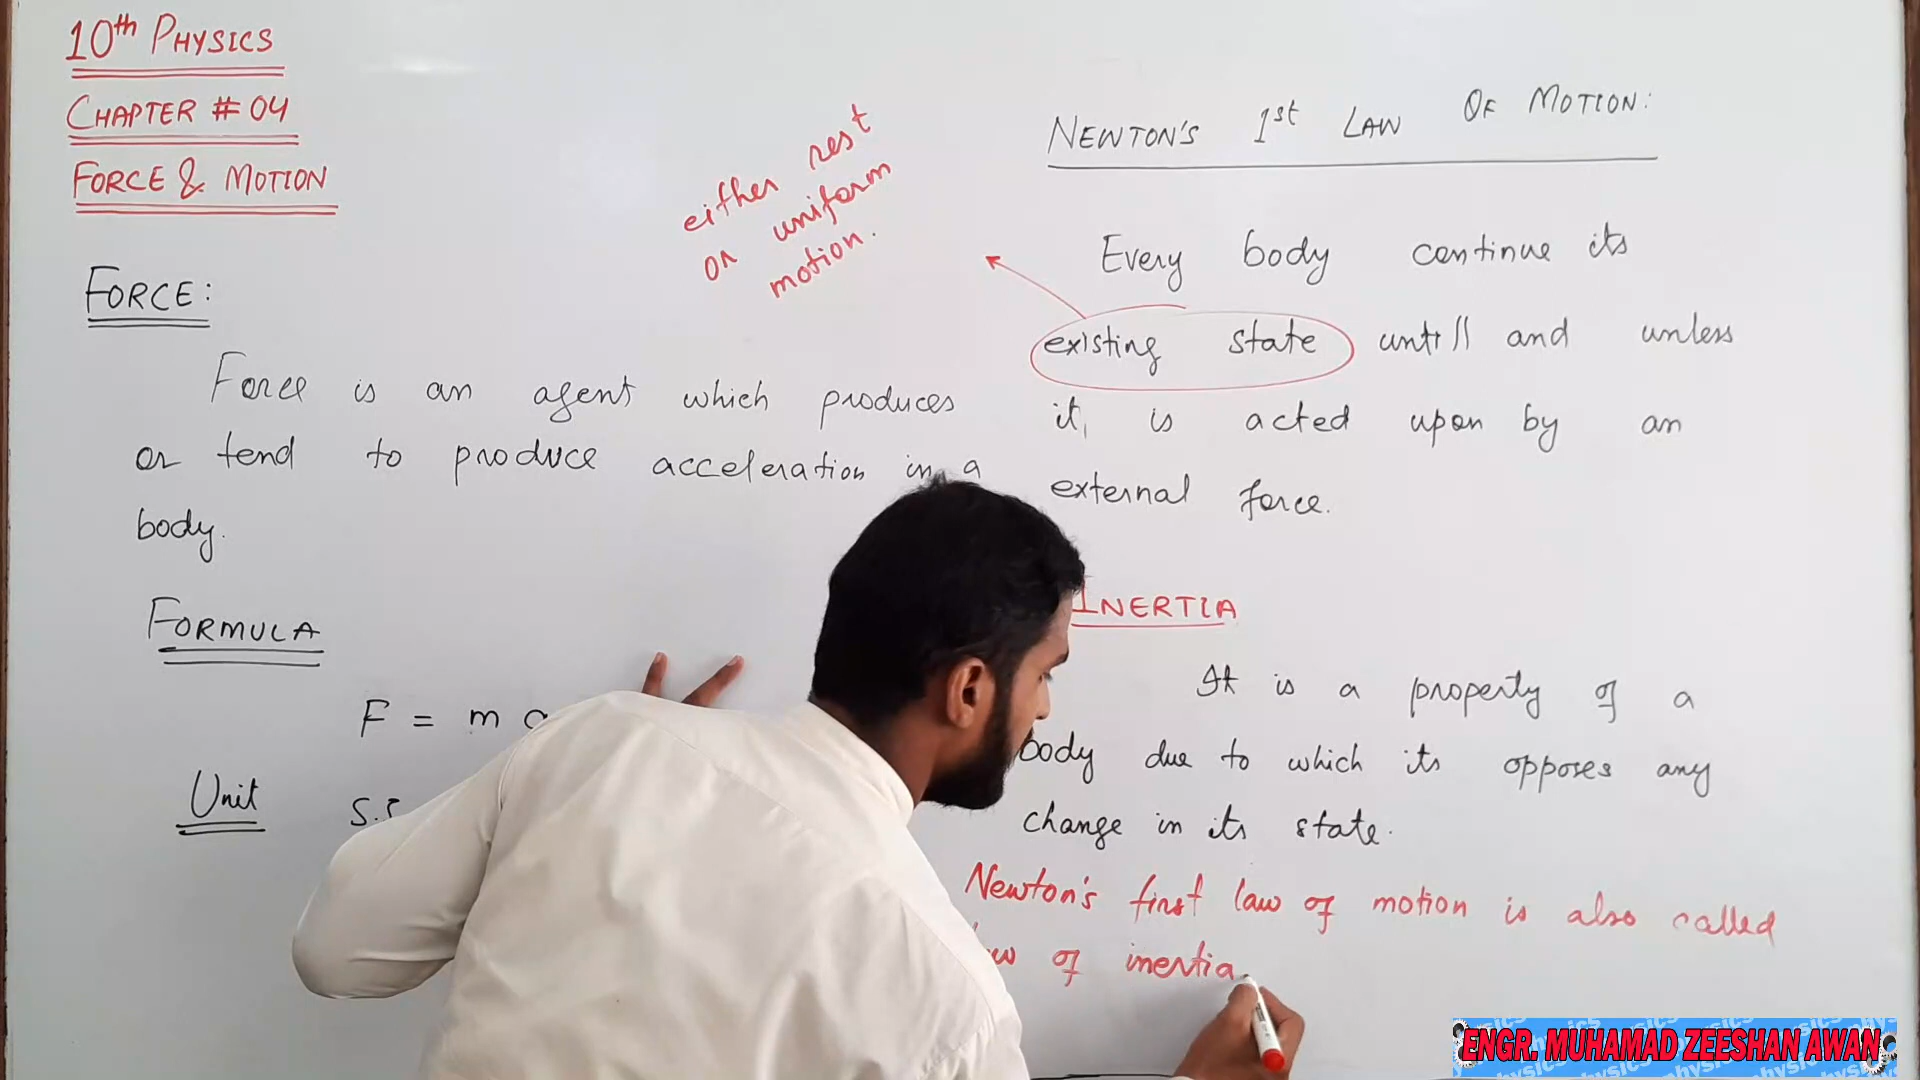 10th PHYSICS
CHAPTER # 04
FORCE & MOTION
FORCE:
Force is an agent which produces
or tend to produce acceleration in a
body.
FORMULA
F = m a
Unit S.I
either rest
or uniform
motion.
NEWTON'S 1st LAW OF MOTION:
Every body continue its
existing state untill and unless
it, is acted upon by an
external force.
INERTIA
It is a property of a
body due to which its opposes any
change in its state.
Newton's first law of motion is also called
of inertia
ENGR. MUHAMAD ZEESHAN AWAN